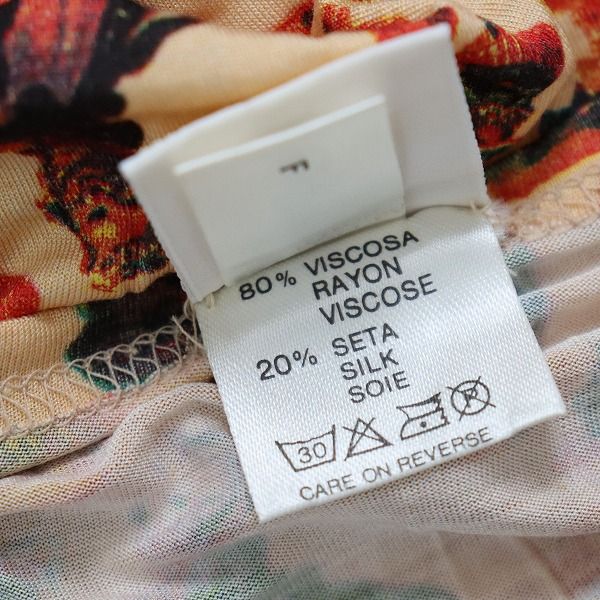 F
80% VISCOSA
RAYON
VISCOSE
20% SETA
SILK
SOIE
30 P
CARE ON REVERSE